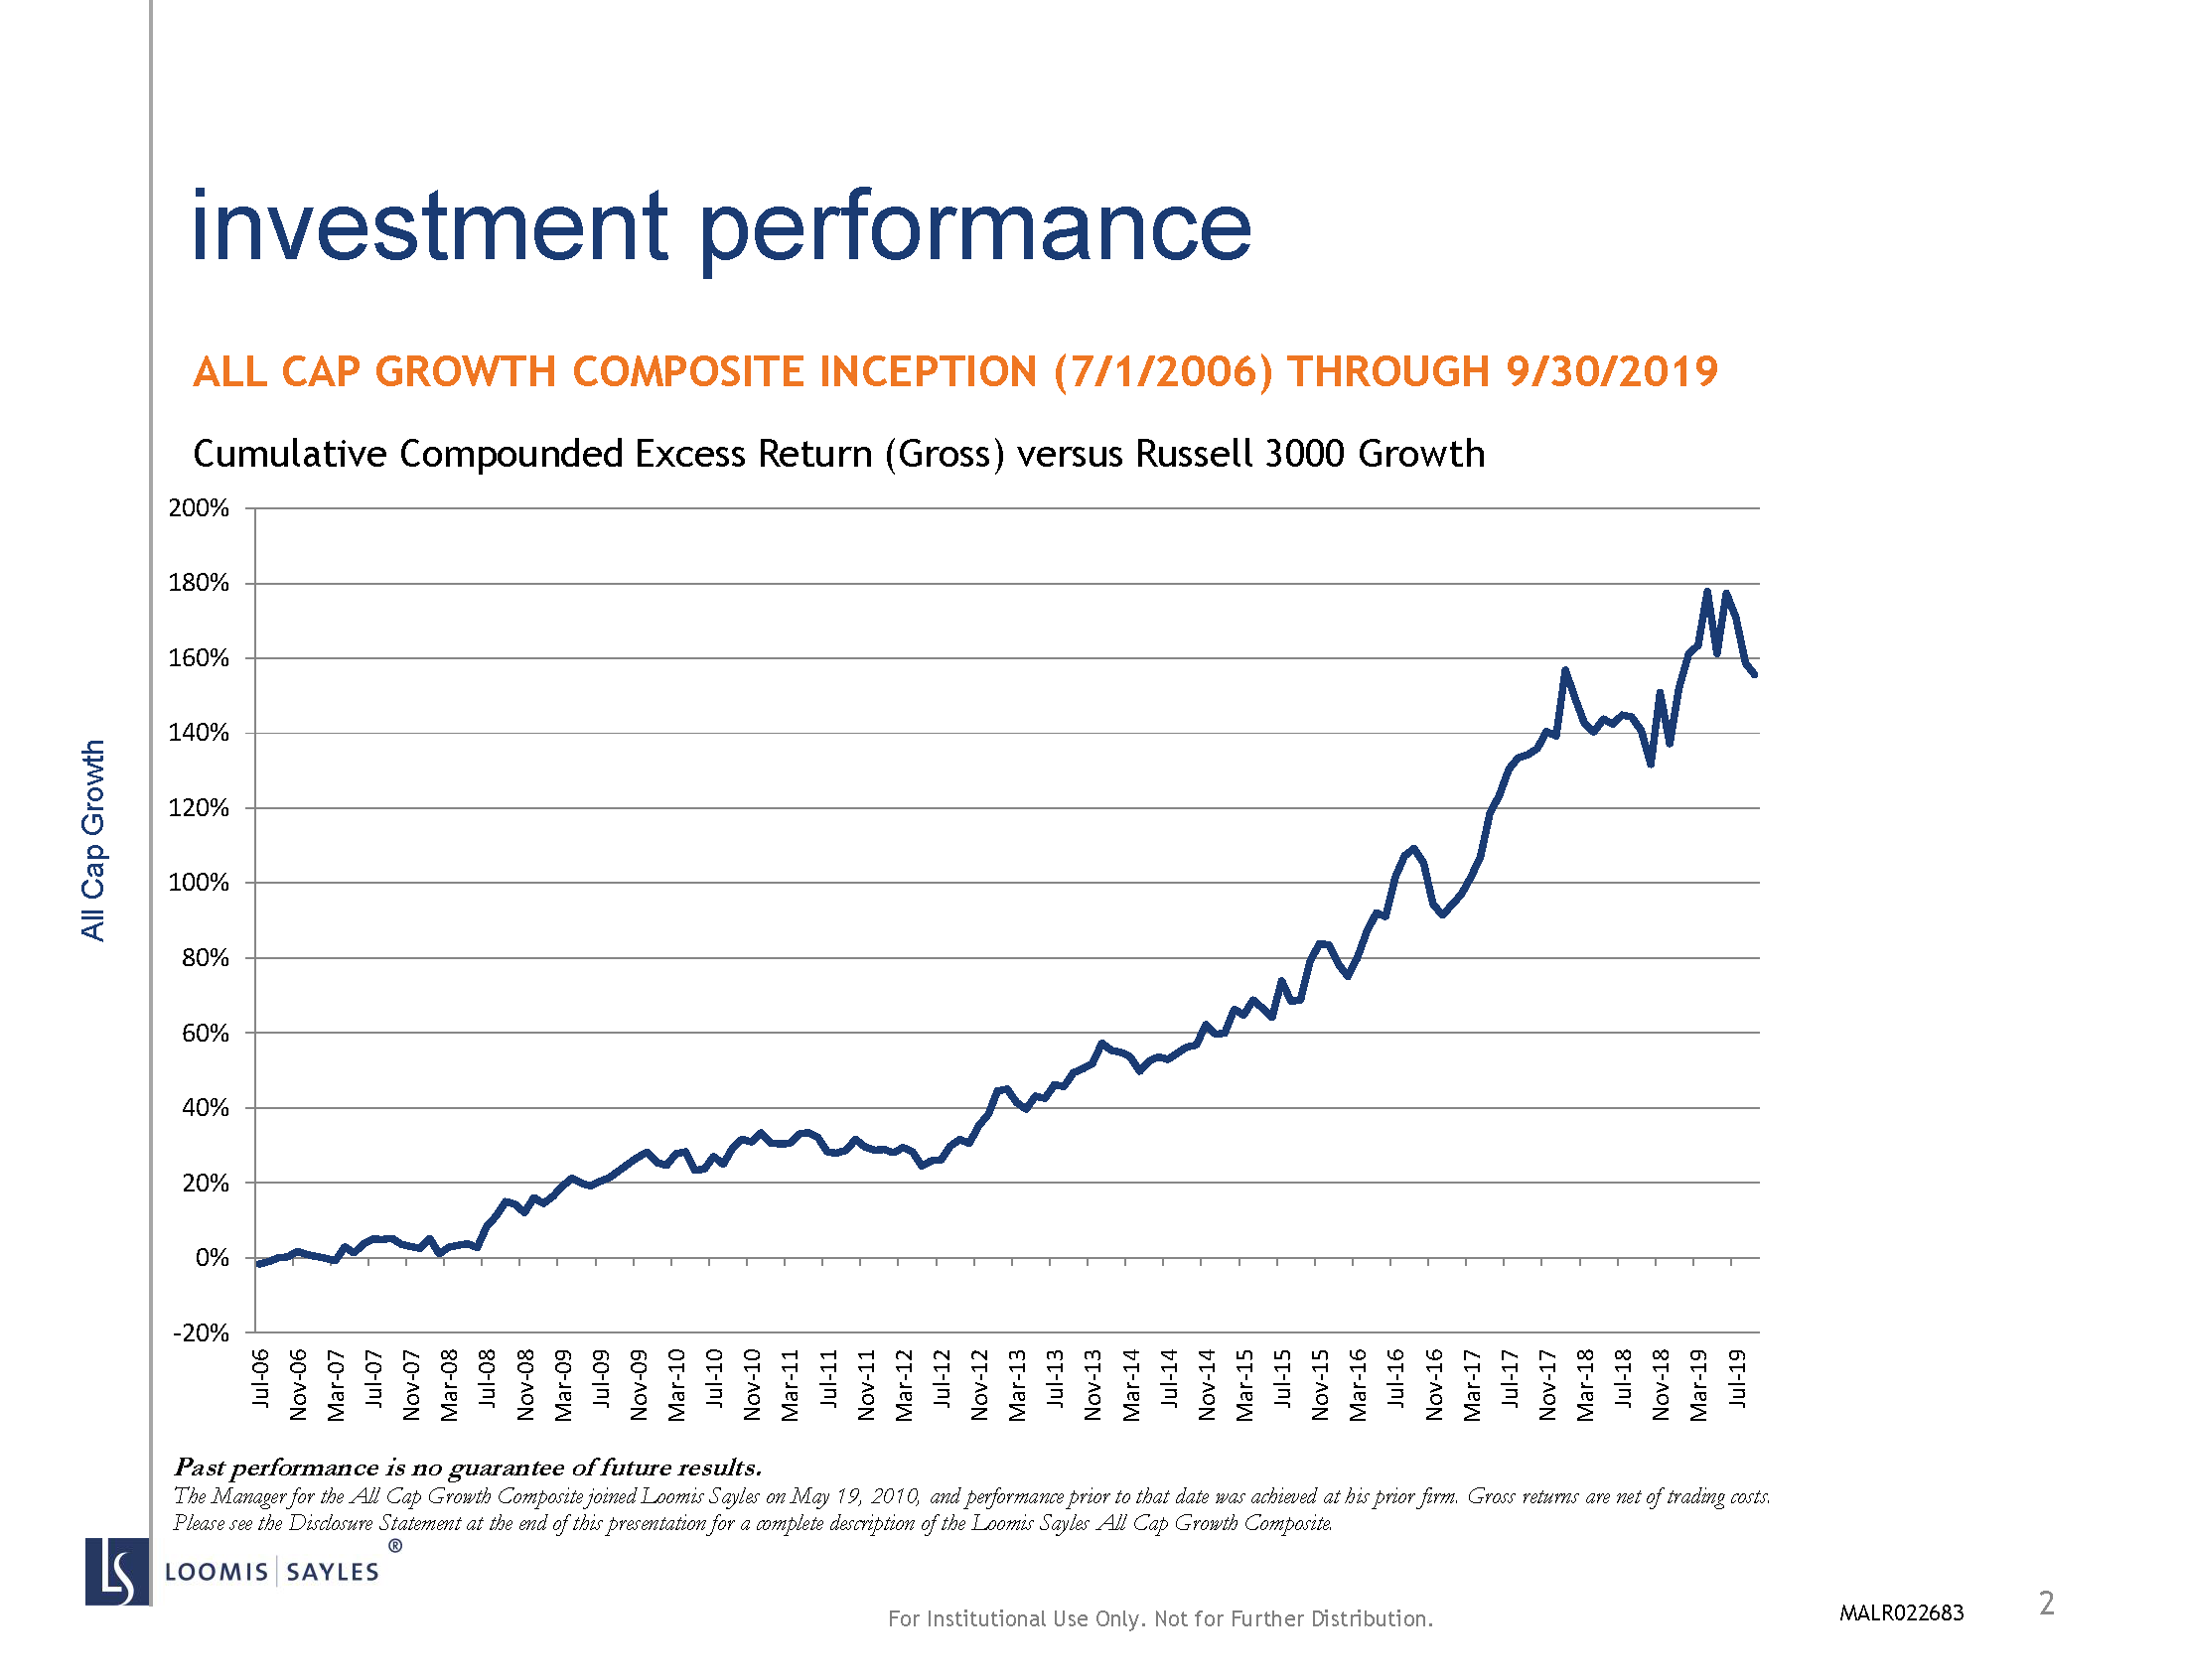 investment performance
ALL CAP GROWTH COMPOSITE INCEPTION (7/1/2006) THROUGH 9/30/2019
Cumulative Compounded Excess Return (Gross) versus Russell 3000 Growth
200%
180%
160%
140%
120%
100%
80%
60%
40%
20%
0%
-20%
Jul-06
Nov-06
Mar-07
Jul-07
Nov-07
Mar-08
Jul-08
Nov-08
Mar-09
Jul-09
Nov-09
Mar-10
Jul-10
Nov-10
Mar-11
Jul-11
Nov-11
Mar-12
Jul-12
Nov-12
Mar-13
Jul-13
Nov-13
Mar-14
Jul-14
Nov-14
Mar-15
Jul-15
Nov-15
Mar-16
Jul-16
Nov-16
Mar-17
Jul-17
Nov-17
Mar-18
Jul-18
Nov-18
Mar-19
Jul-19
All Cap Growth
Past performance is no guarantee of future results.
The Manager for the All Cap Growth Composite joined Loomis Sayles on May 19, 2010, and performance prior to that date was achieved at his prior firm. Gross returns are net of trading costs.
Please see the Disclosure Statement at the end of this presentation for a complete description of the Loomis Sayles All Cap Growth Composite.
LS LOOMIS | SAYLES ®
For Institutional Use Only. Not for Further Distribution.
MALR022683
2